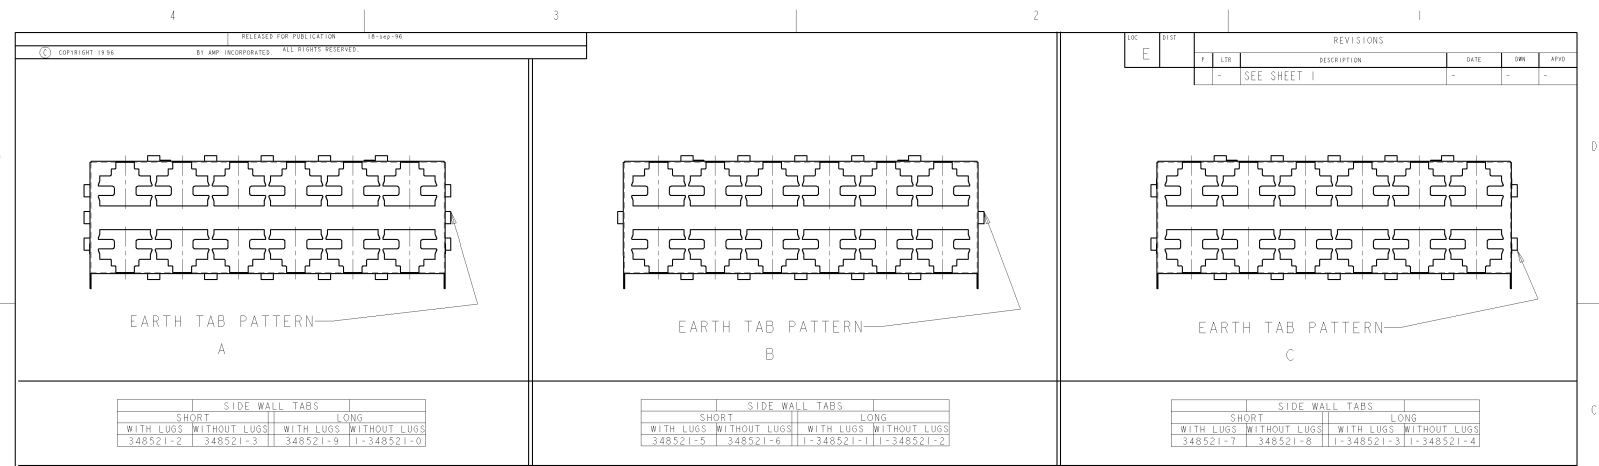 4 3 2 1
RELEASED FOR PUBLICATION 18-sep-96
© COPYRIGHT 1996 BY AMP INCORPORATED. ALL RIGHTS RESERVED.
LOC DIST REVISIONS
E
P LTR DESCRIPTION DATE DWN APVD
- SEE SHEET 1 - - -
D
EARTH TAB PATTERN
A
EARTH TAB PATTERN
B
EARTH TAB PATTERN
C
C
SIDE WALL TABS
SHORT LONG
WITH LUGS WITHOUT LUGS WITH LUGS WITHOUT LUGS
348521-2 348521-3 348521-9 1-348521-0
SIDE WALL TABS
SHORT LONG
WITH LUGS WITHOUT LUGS WITH LUGS WITHOUT LUGS
348521-5 348521-6 1-348521-1 1-348521-2
SIDE WALL TABS
SHORT LONG
WITH LUGS WITHOUT LUGS WITH LUGS WITHOUT LUGS
348521-7 348521-8 1-348521-3 1-348521-4